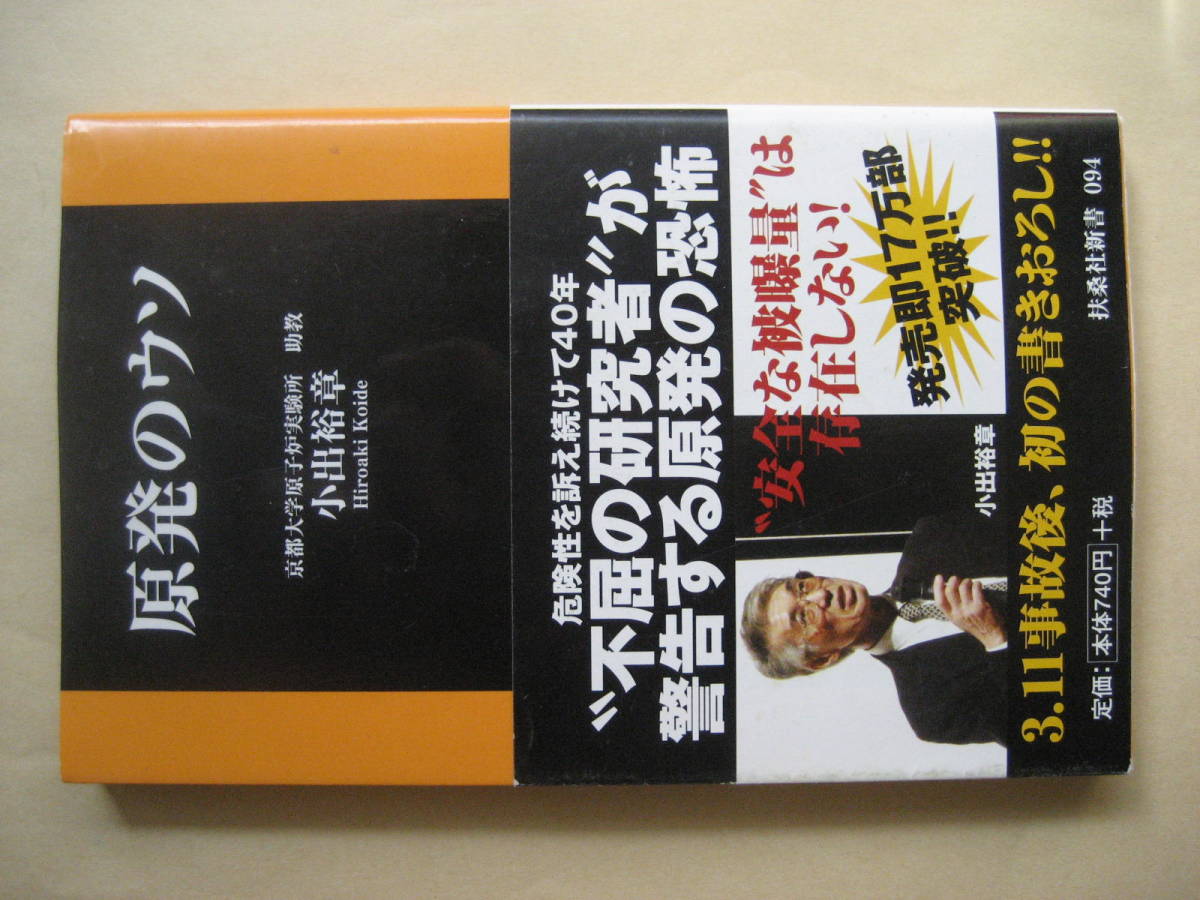 原発のウソ
京都大学原子炉実験所　助教
小出裕章
Hiroaki Koide
危険性を訴え続けて40年
“不屈の研究者”が
警告する原発の恐怖
“安全な被曝量”は
存在しない!
発売即17万部
突破!!
小出裕章
3.11事故後、初の書きおろし!!
定価:本体740円+税
扶桑社新書 094